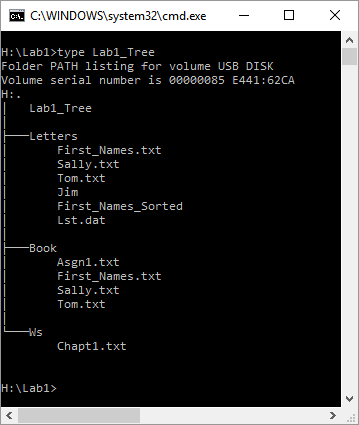 C:\WINDOWS\system32\cmd.exe
H:\Lab1>type Lab1_Tree
Folder PATH listing for volume USB DISK
Volume serial number is 00000085 E441:62CA
H:.
│   Lab1_Tree
│
├───Letters
│       First_Names.txt
│       Sally.txt
│       Tom.txt
│       Jim
│       First_Names_Sorted
│       Lst.dat
│
├───Book
│       Asgn1.txt
│       First_Names.txt
│       Sally.txt
│       Tom.txt
│
└───Ws
        Chapt1.txt
H:\Lab1>